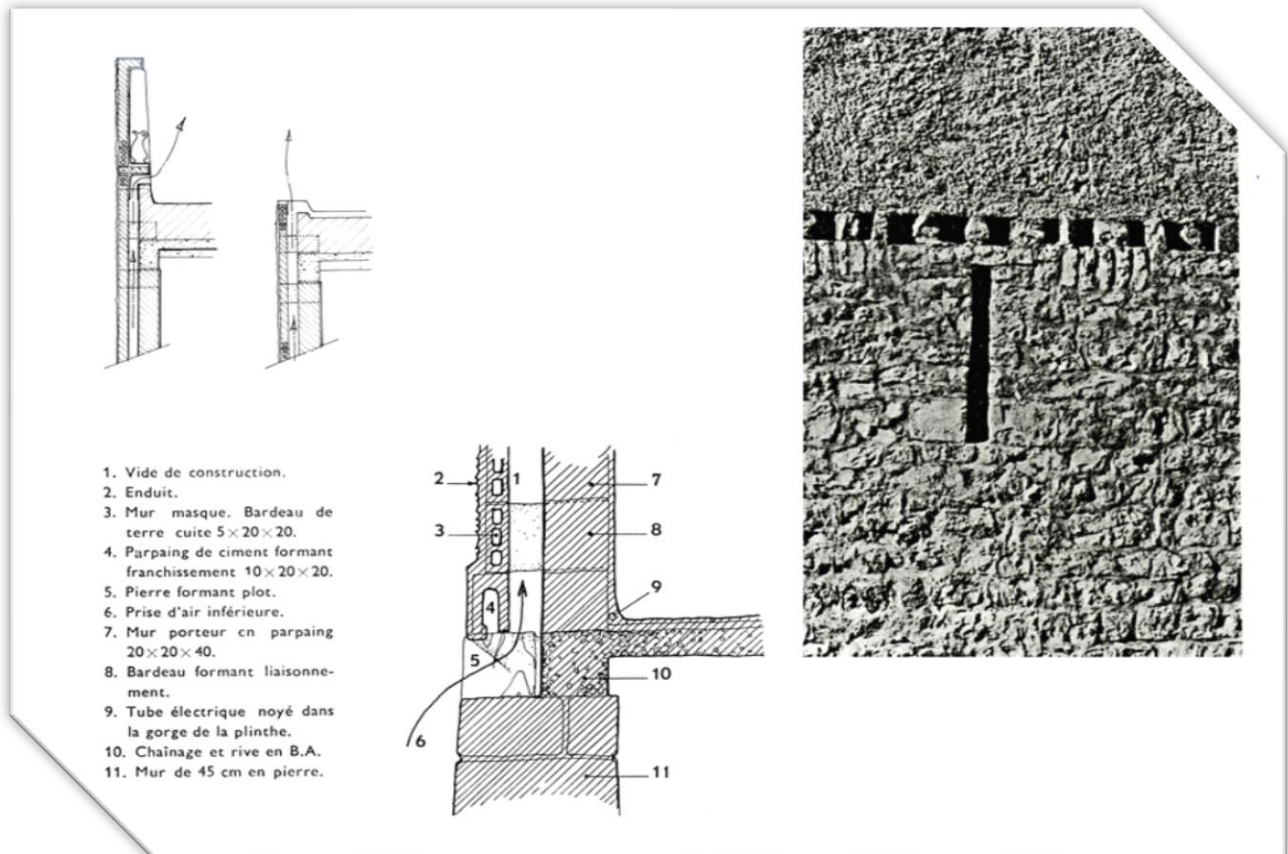 1. Vide de construction.
2. Enduit.
3. Mur masque. Bardeau de
terre cuite 5×20×20.
4. Parpaing de ciment formant
franchissement 10×20×20.
5. Pierre formant plot.
6. Prise d'air inférieure.
7. Mur porteur en parpaing
20×20×40.
8. Bardeau formant liaisonne-
ment.
9. Tube électrique noyé dans
la gorge de la plinthe.
10. Chaînage et rive en B.A.
11. Mur de 45 cm en pierre.
2
1
7
3
8
4
9
5
10
6
11